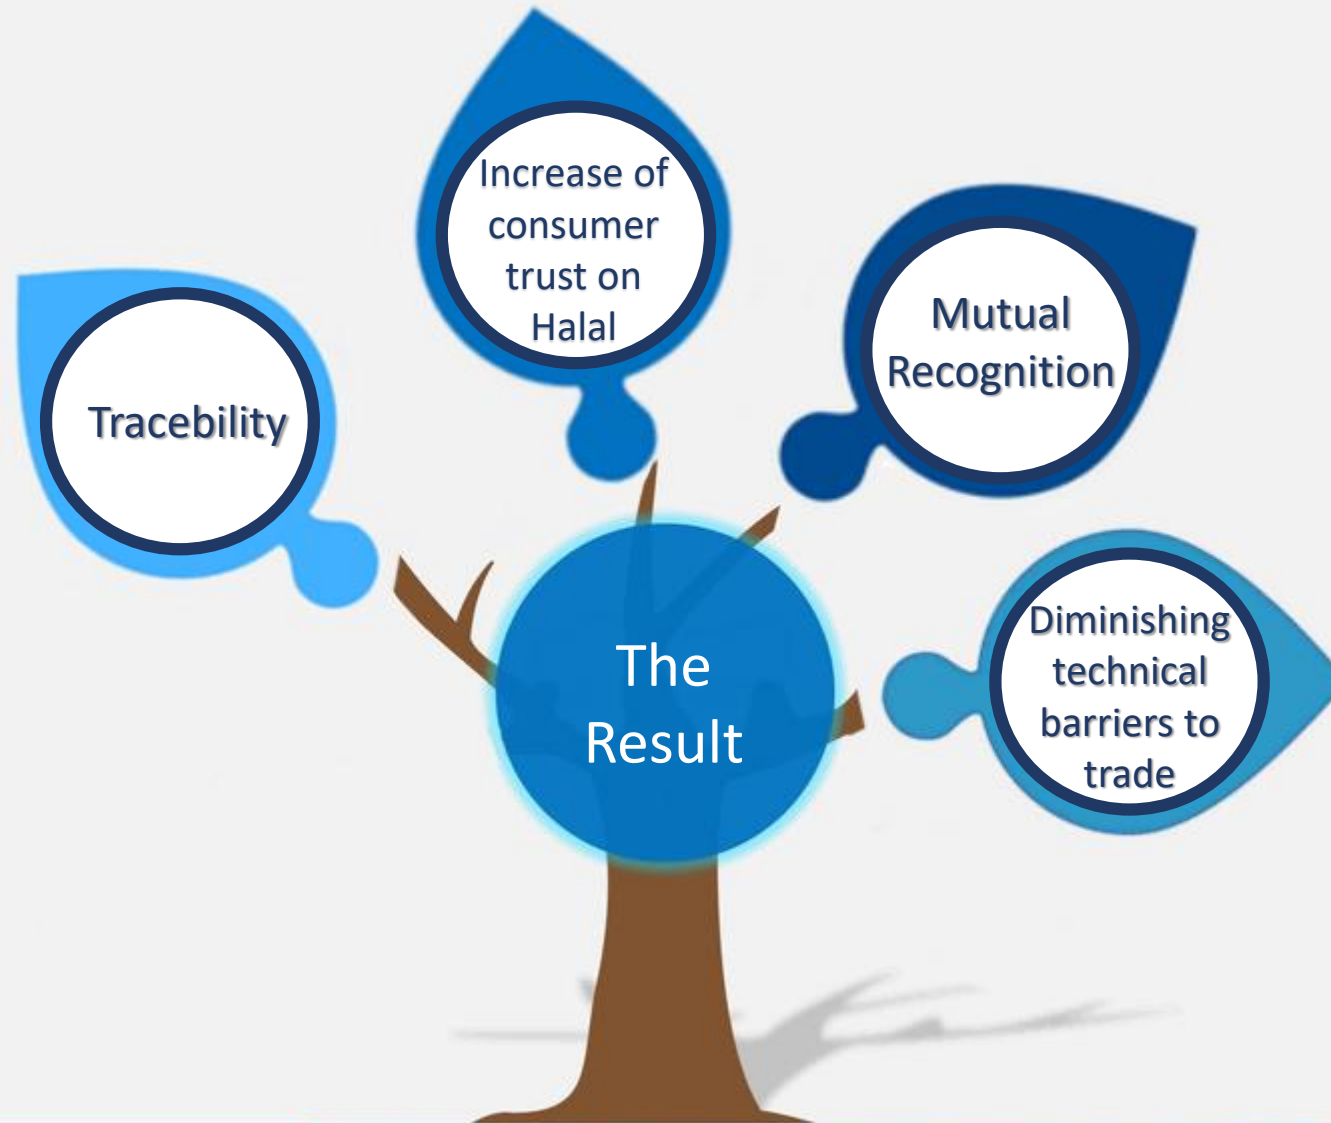 Increase of
consumer
trust on
Halal
Mutual
Recognition
Tracebility
Diminishing
technical
barriers to
trade
The
Result